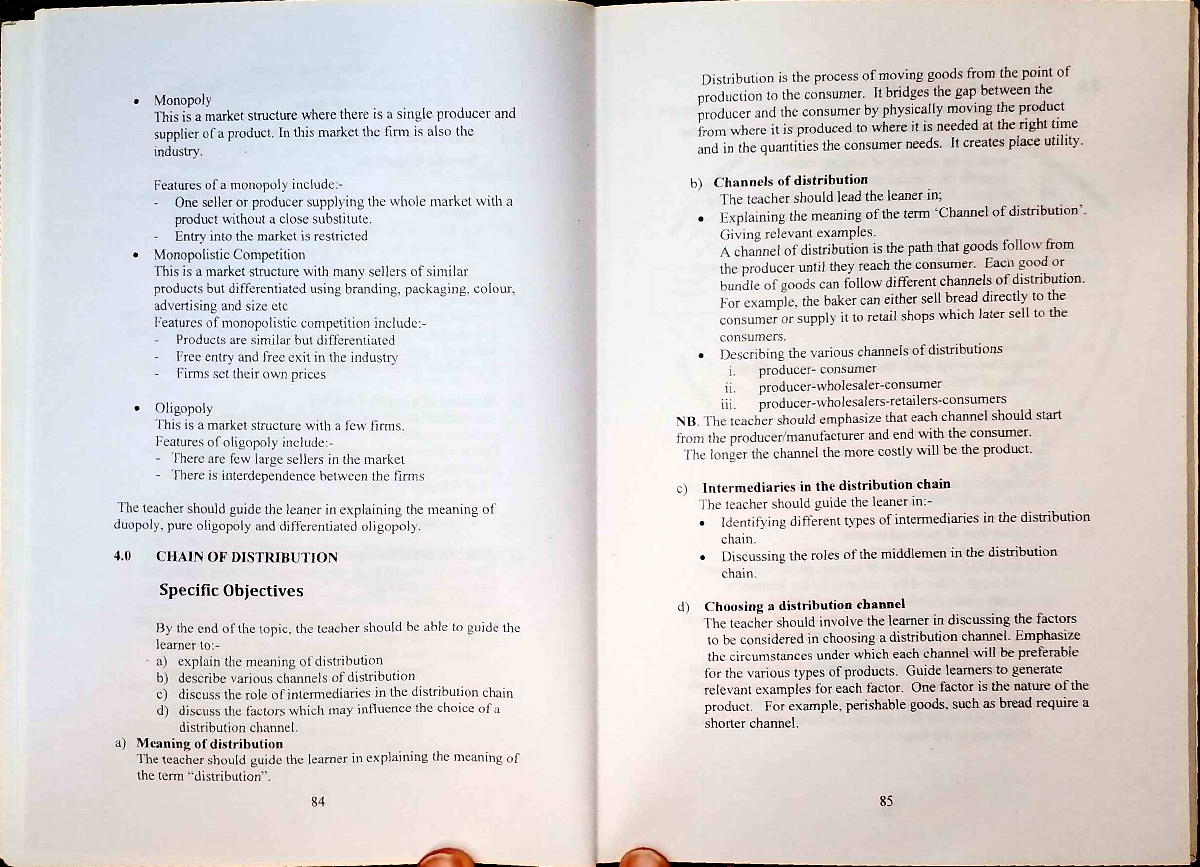 • Monopoly
This is a market structure where there is a single producer and
supplier of a product. In this market the firm is also the
industry.
Features of a monopoly include:-
- One seller or producer supplying the whole market with a
product without a close substitute.
- Entry into the market is restricted
• Monopolistic Competition
This is a market structure with many sellers of similar
products but differentiated using branding, packaging, colour,
advertising and size etc
Features of monopolistic competition include:-
- Products are similar but differentiated
- Free entry and free exit in the industry
- Firms set their own prices
• Oligopoly
This is a market structure with a few firms.
Features of oligopoly include:-
- There are few large sellers in the market
- There is interdependence between the firms
The teacher should guide the leaner in explaining the meaning of
duopoly, pure oligopoly and differentiated oligopoly.
4.0 CHAIN OF DISTRIBUTION
Specific Objectives
By the end of the topic, the teacher should be able to guide the
learner to:-
a) explain the meaning of distribution
b) describe various channels of distribution
c) discuss the role of intermediaries in the distribution chain
d) discuss the factors which may influence the choice of a
distribution channel.
a) Meaning of distribution
The teacher should guide the learner in explaining the meaning of
the term “distribution”.
84
Distribution is the process of moving goods from the point of
production to the consumer. It bridges the gap between the
producer and the consumer by physically moving the product
from where it is produced to where it is needed at the right time
and in the quantities the consumer needs. It creates place utility.
b) Channels of distribution
The teacher should lead the leaner in;
• Explaining the meaning of the term ‘Channel of distribution’.
Giving relevant examples.
A channel of distribution is the path that goods follow from
the producer until they reach the consumer. Each good or
bundle of goods can follow different channels of distribution.
For example, the baker can either sell bread directly to the
consumer or supply it to retail shops which later sell to the
consumers.
• Describing the various channels of distributions
i. producer- consumer
ii. producer-wholesaler-consumer
iii. producer-wholesalers-retailers-consumers
NB. The teacher should emphasize that each channel should start
from the producer/manufacturer and end with the consumer.
The longer the channel the more costly will be the product.
c) Intermediaries in the distribution chain
The teacher should guide the leaner in:-
• Identifying different types of intermediaries in the distribution
chain.
• Discussing the roles of the middlemen in the distribution
chain.
d) Choosing a distribution channel
The teacher should involve the learner in discussing the factors
to be considered in choosing a distribution channel. Emphasize
the circumstances under which each channel will be preferable
for the various types of products. Guide learners to generate
relevant examples for each factor. One factor is the nature of the
product. For example, perishable goods, such as bread require a
shorter channel.
85